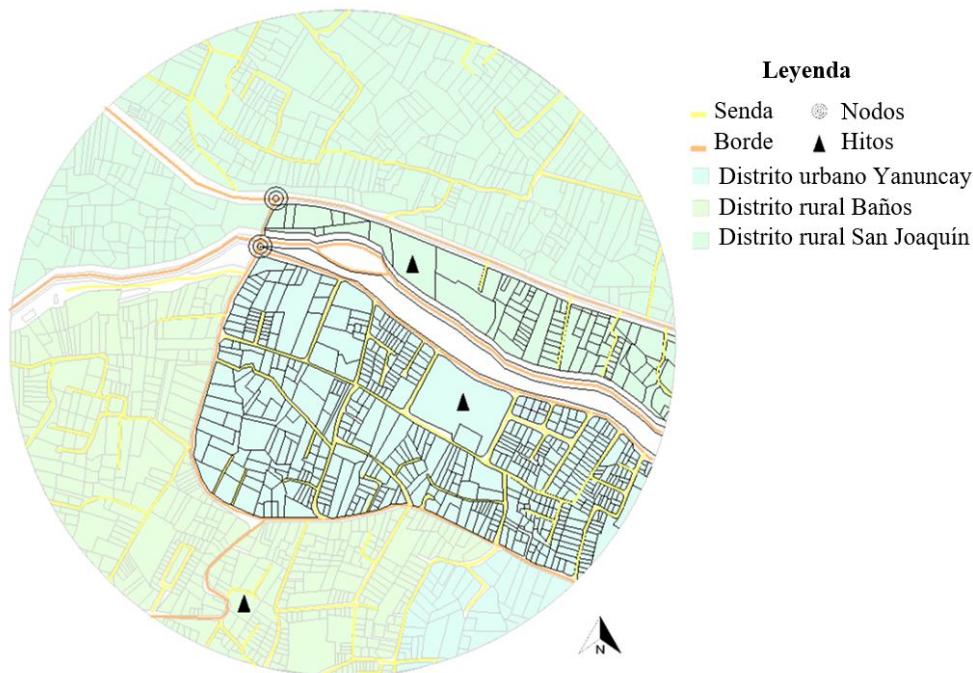 Leyenda
Senda
Nodos
Borde
Hitos
Distrito urbano Yanuncay
Distrito rural Baños
Distrito rural San Joaquín
N